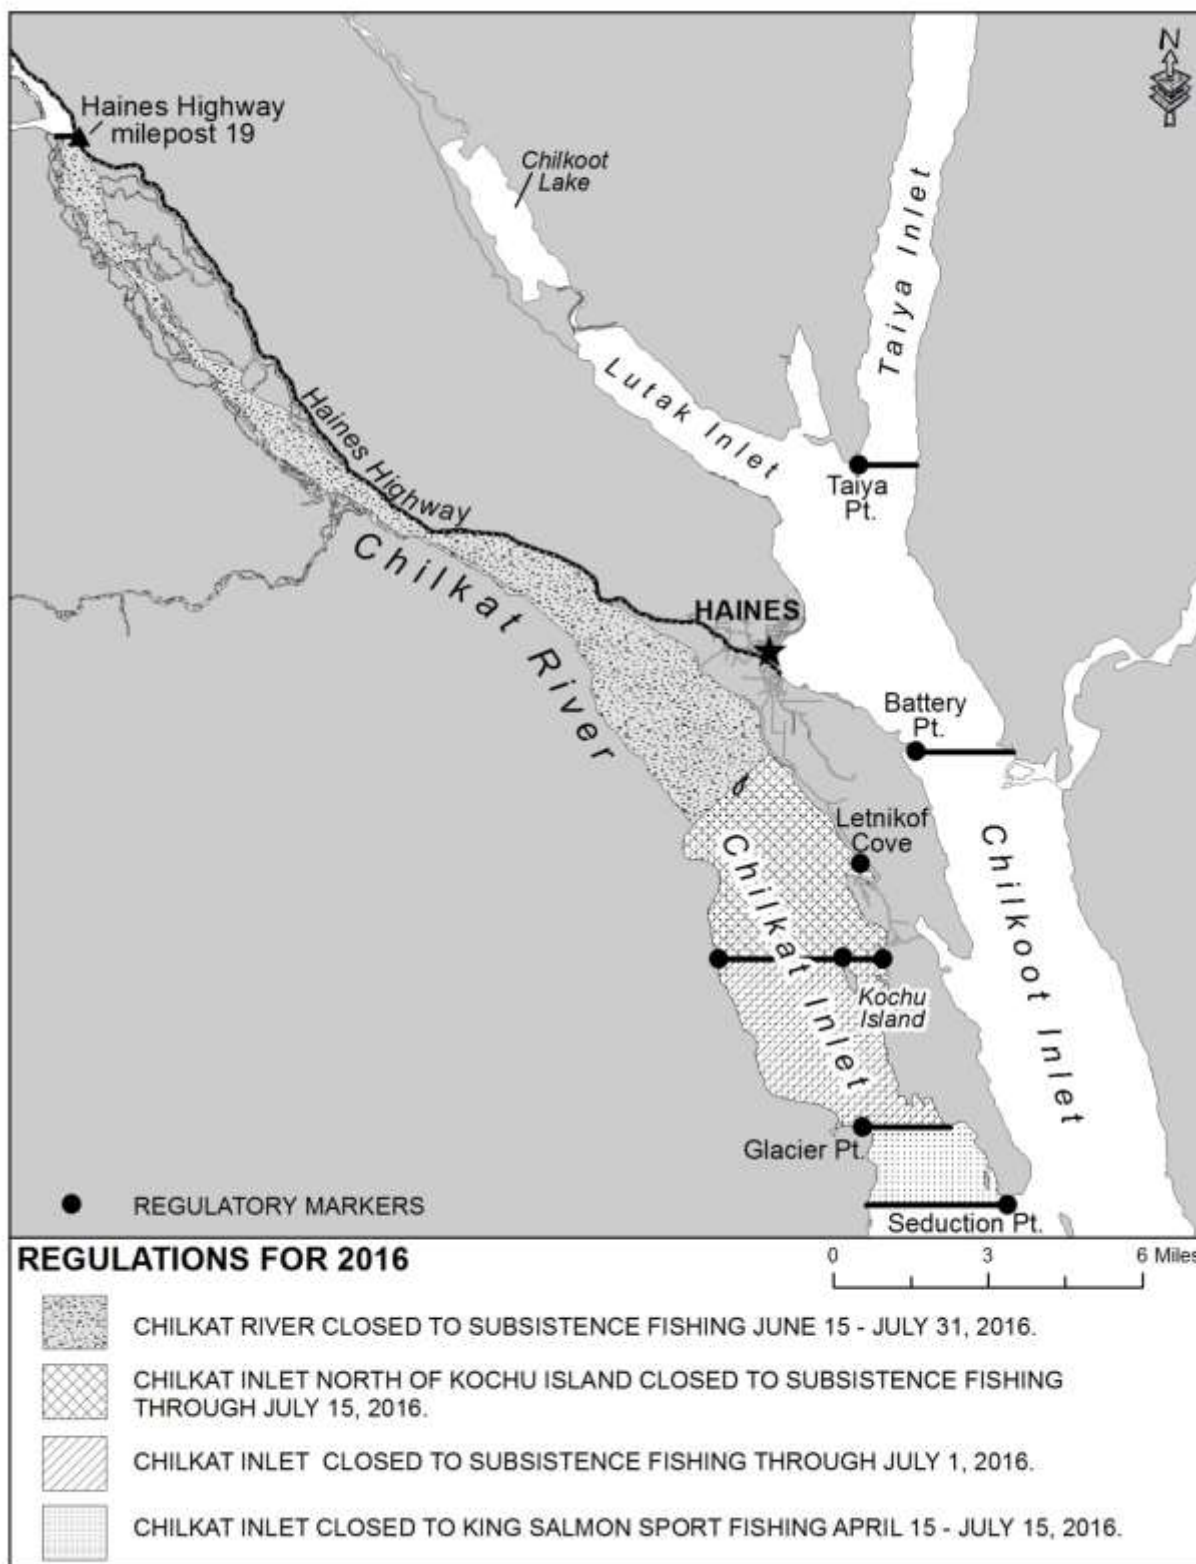 N
Haines Highway
milepost 19
Chilkoot
Lake
Taiya Inlet
Lutak Inlet
Haines Highway
Taiya
Pt.
Chilkat River
HAINES
Battery
Pt.
Letnikof
Cove
Chilkat Inlet
Chilkoot Inlet
Kochu
Island
Glacier Pt.
Seduction Pt.
REGULATORY MARKERS
REGULATIONS FOR 2016
0 3 6 Miles
CHILKAT RIVER CLOSED TO SUBSISTENCE FISHING JUNE 15 - JULY 31, 2016.
CHILKAT INLET NORTH OF KOCHU ISLAND CLOSED TO SUBSISTENCE FISHING
THROUGH JULY 15, 2016.
CHILKAT INLET CLOSED TO SUBSISTENCE FISHING THROUGH JULY 1, 2016.
CHILKAT INLET CLOSED TO KING SALMON SPORT FISHING APRIL 15 - JULY 15, 2016.